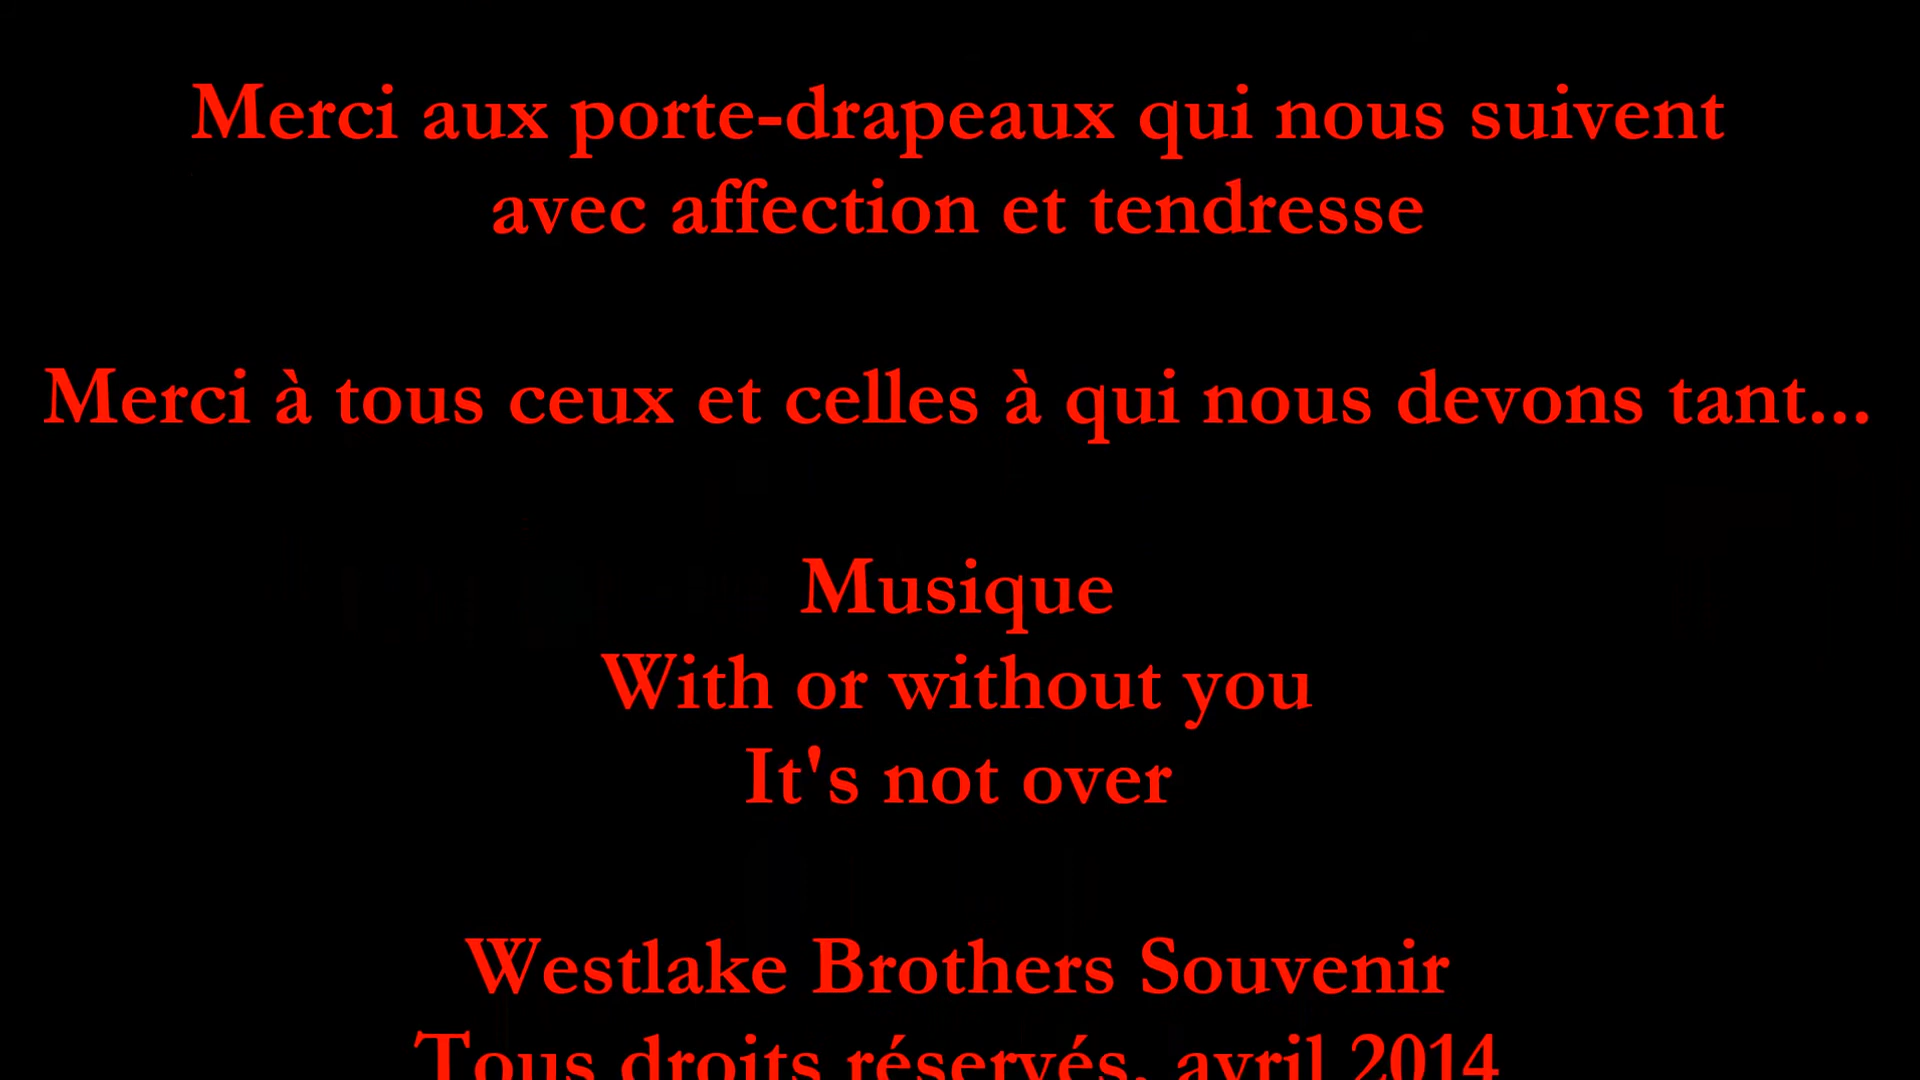 Merci aux porte-drapeaux qui nous suivent
avec affection et tendresse
Merci à tous ceux et celles à qui nous devons tant...
Musique
With or without you
It's not over
Westlake Brothers Souvenir
Tous droits réservés, avril 2014